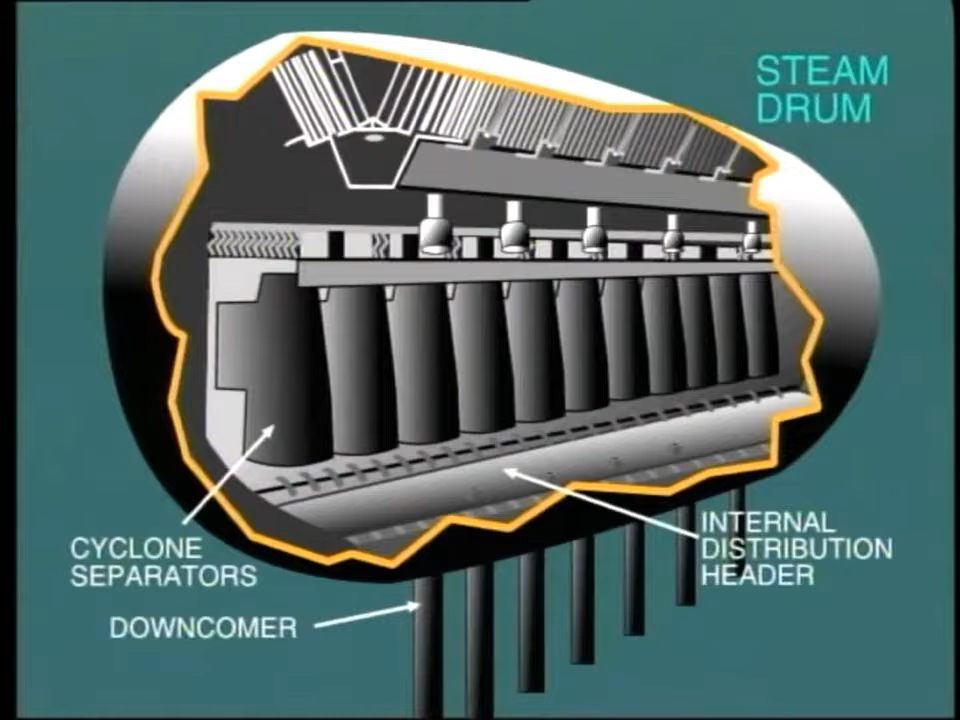 STEAM
DRUM
CYCLONE
SEPARATORS
INTERNAL
DISTRIBUTION
HEADER
DOWNCOMER